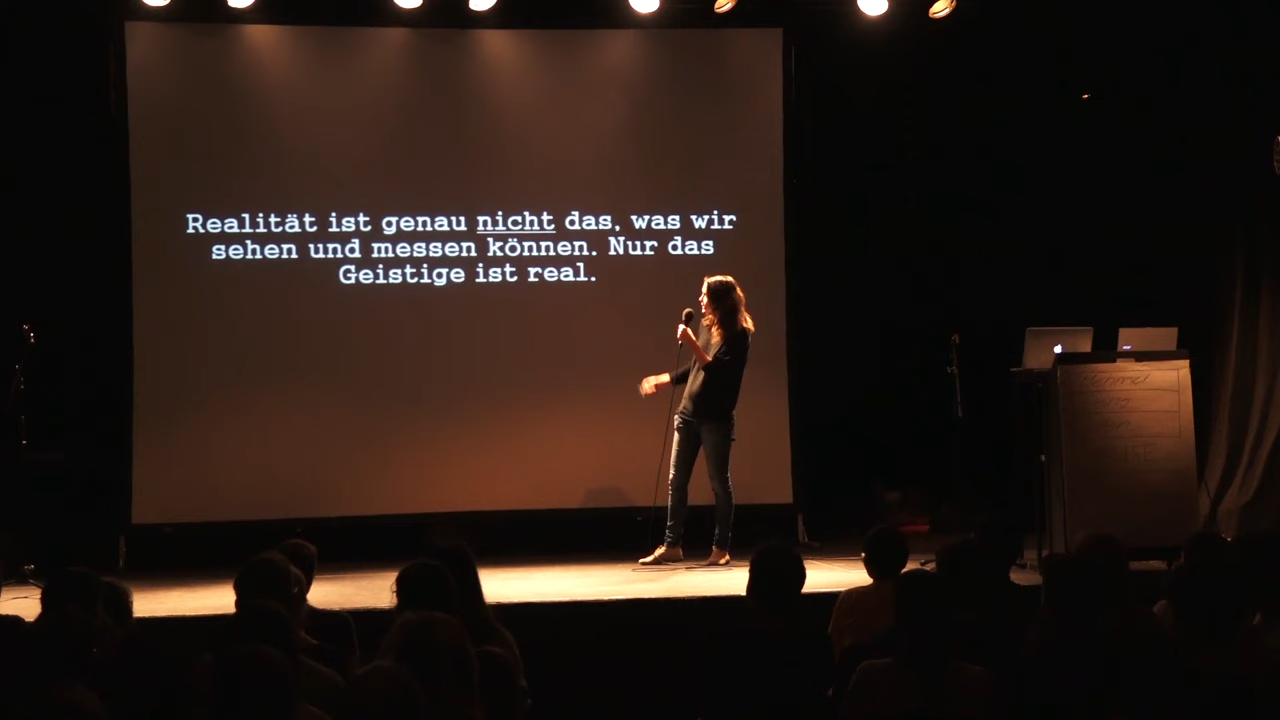 Realität ist genau nicht das, was wir
sehen und messen können. Nur das
Geistige ist real.